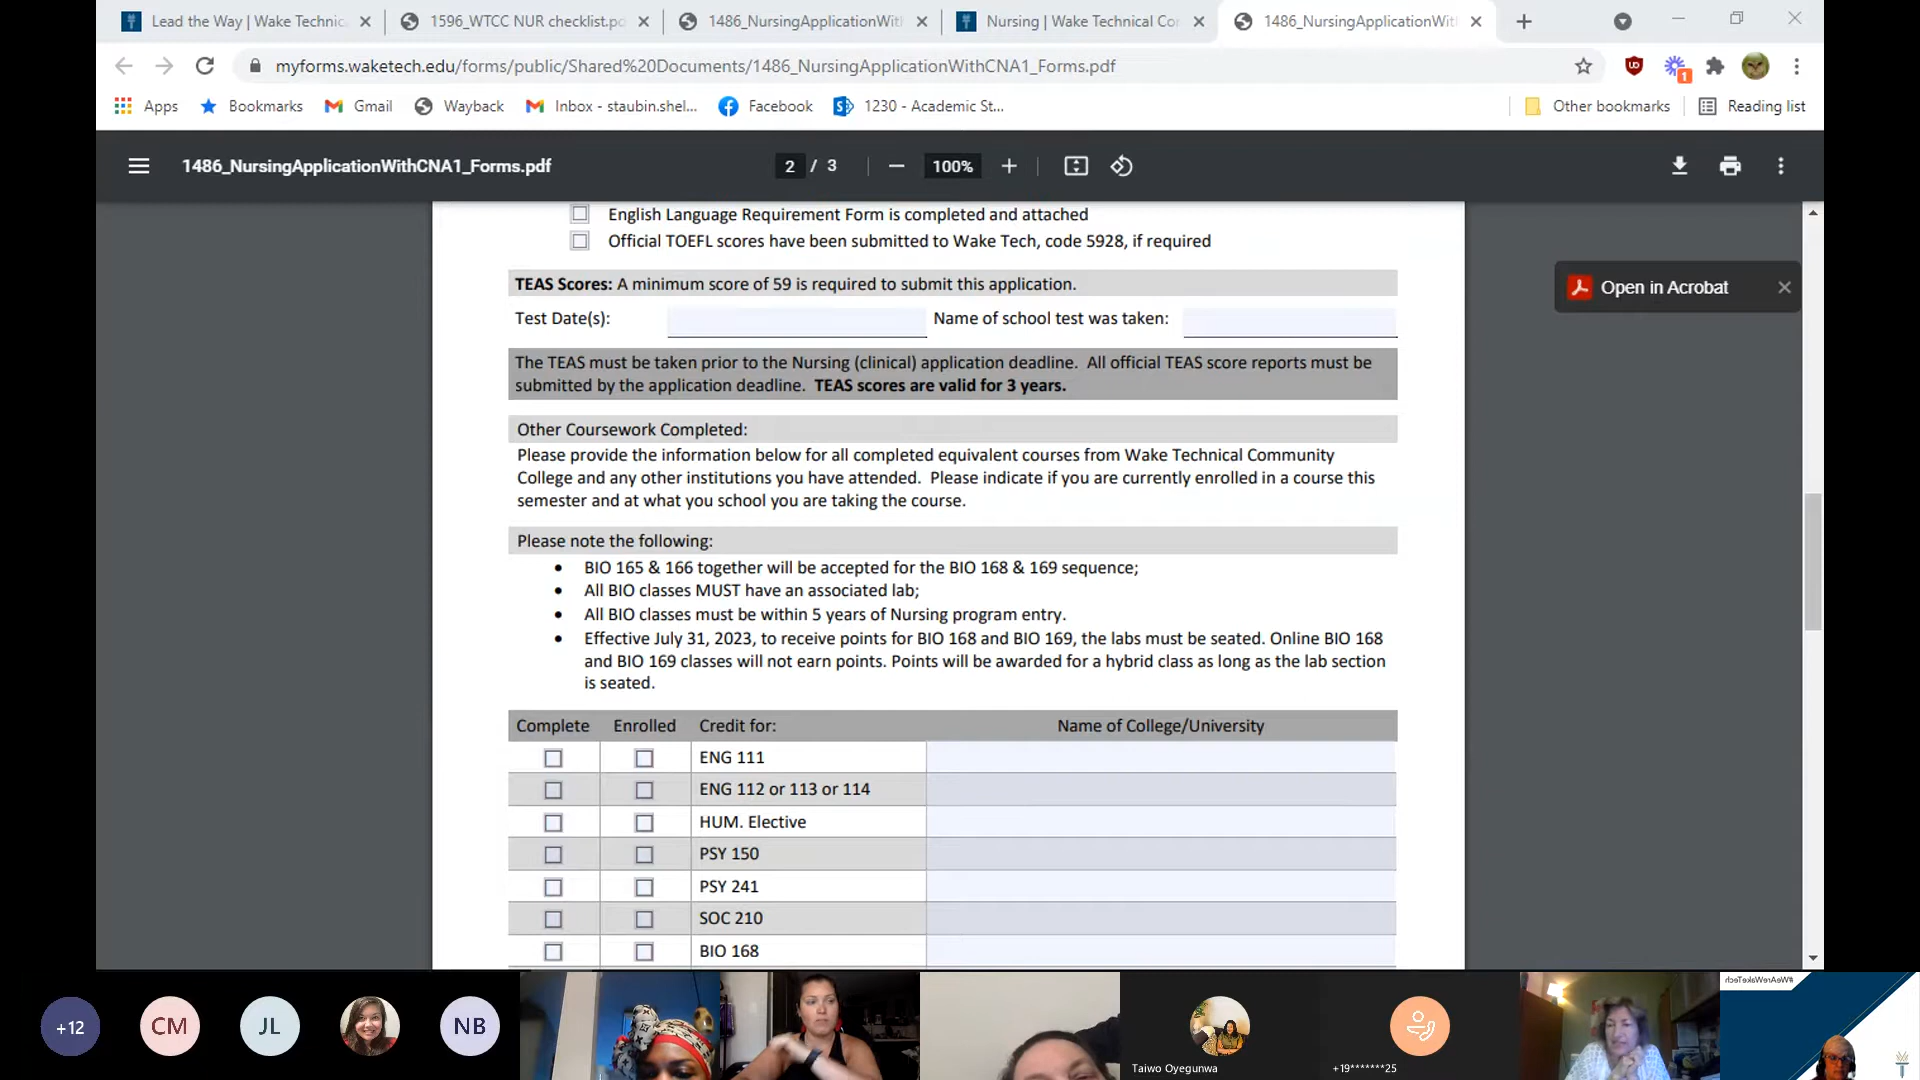 Lead the Way | Wake Technic
1596_WTCC NUR checklist.pd
1486_NursingApplicationWit
Nursing | Wake Technical Co
1486_NursingApplicationWit
myforms.waketech.edu/forms/public/Shared%20Documents/1486_NursingApplicationWithCNA1_Forms.pdf
1
Apps
Bookmarks
Gmail
Wayback
Inbox - staubin.shel...
Facebook
1230 - Academic St...
Other bookmarks
Reading list
1486_NursingApplicationWithCNA1_Forms.pdf
2 / 3
100%
English Language Requirement Form is completed and attached
Official TOEFL scores have been submitted to Wake Tech, code 5928, if required
Open in Acrobat
TEAS Scores: A minimum score of 59 is required to submit this application.
Test Date(s): Name of school test was taken:
The TEAS must be taken prior to the Nursing (clinical) application deadline. All official TEAS score reports must be
submitted by the application deadline. TEAS scores are valid for 3 years.
Other Coursework Completed:
Please provide the information below for all completed equivalent courses from Wake Technical Community
College and any other institutions you have attended. Please indicate if you are currently enrolled in a course this
semester and at what you school you are taking the course.
Please note the following:
• BIO 165 & 166 together will be accepted for the BIO 168 & 169 sequence;
• All BIO classes MUST have an associated lab;
• All BIO classes must be within 5 years of Nursing program entry.
• Effective July 31, 2023, to receive points for BIO 168 and BIO 169, the labs must be seated. Online BIO 168
and BIO 169 classes will not earn points. Points will be awarded for a hybrid class as long as the lab section
is seated.
Complete Enrolled Credit for: Name of College/University
ENG 111
ENG 112 or 113 or 114
HUM. Elective
PSY 150
PSY 241
SOC 210
BIO 168
+12
CM
JL
NB
Taiwo Oyegunwa
+19*******25
#WeAreWakeTech